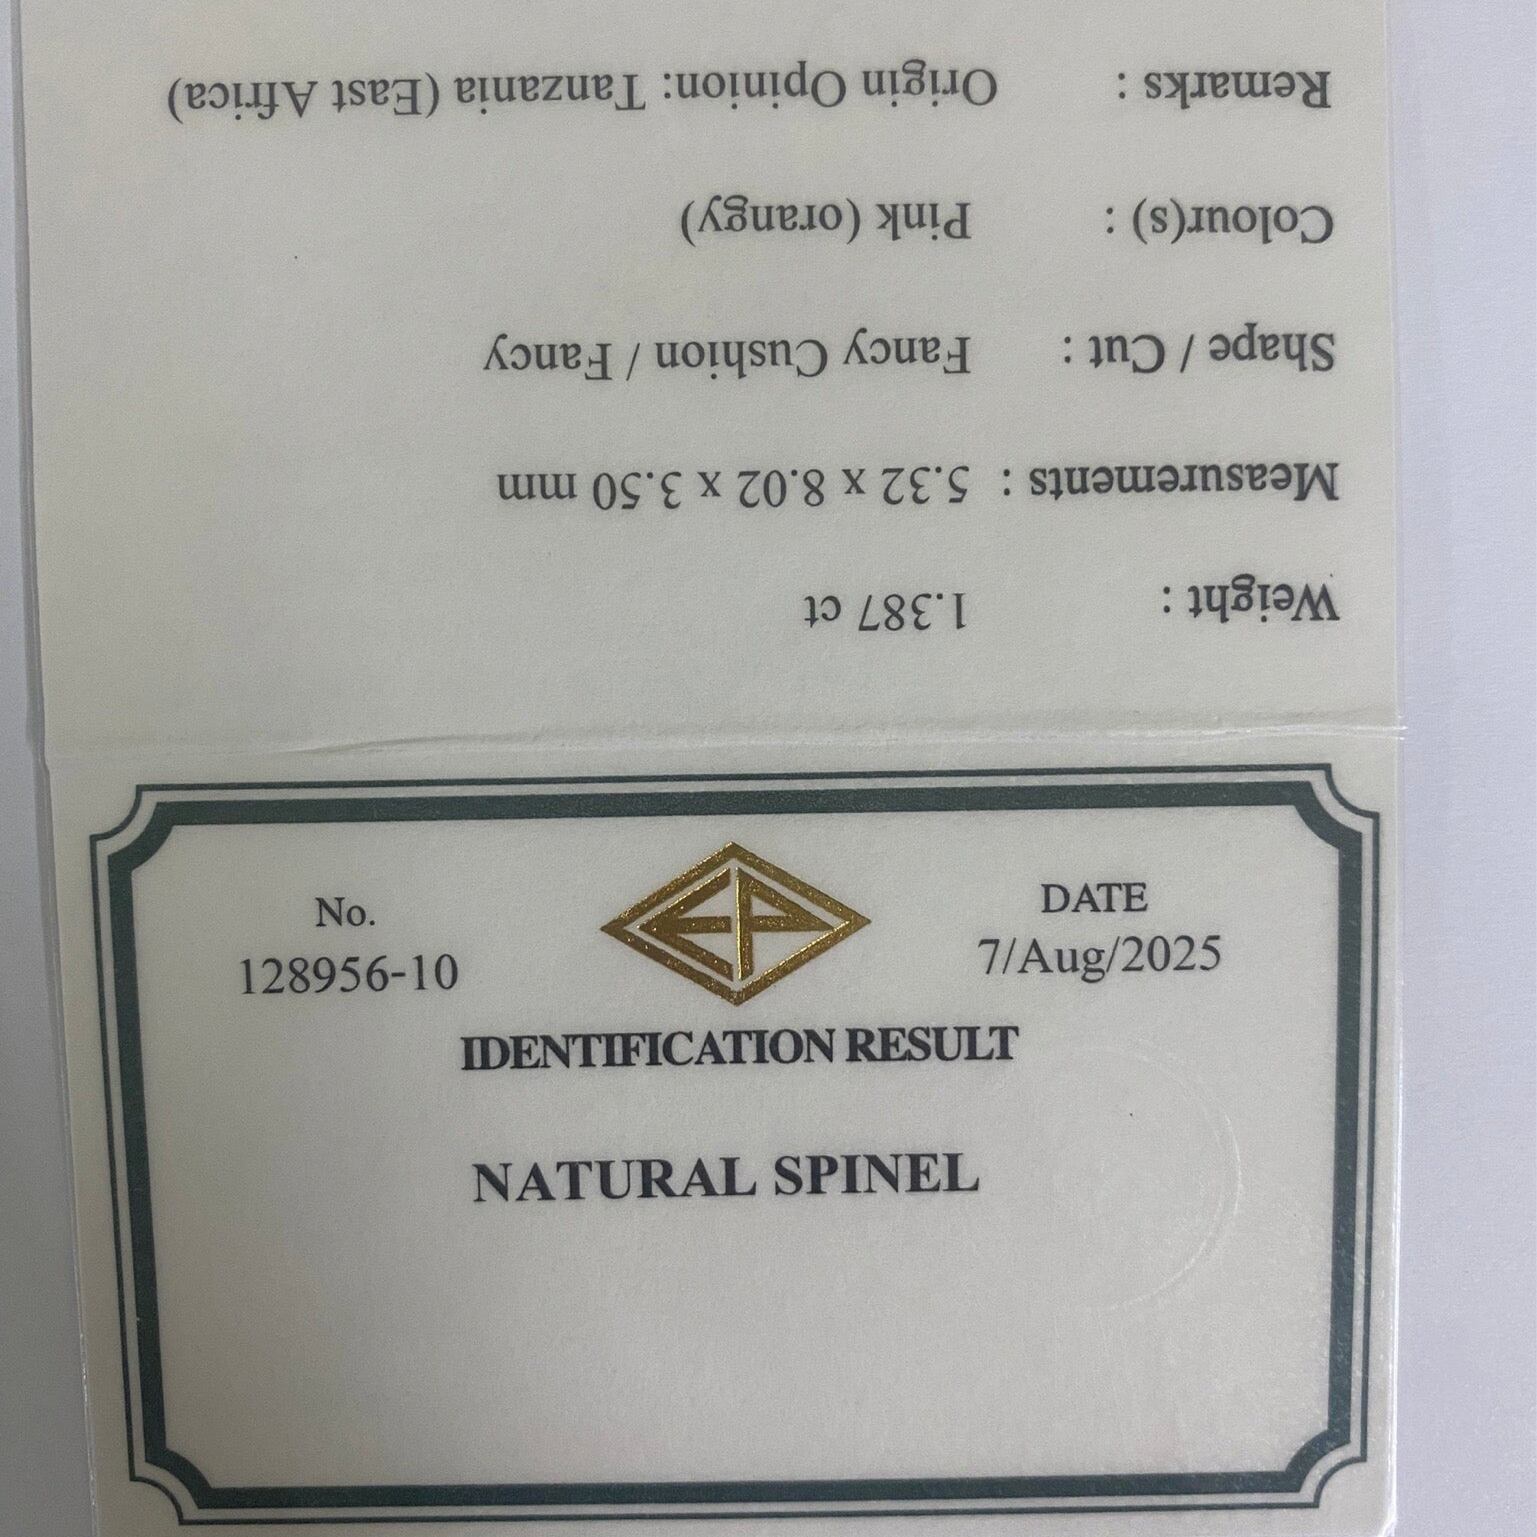 Weight : 1.387 ct
Measurements : 5.32 x 8.02 x 3.50 mm
Shape / Cut : Fancy Cushion / Fancy
Colour(s) : Pink (orangy)
Remarks : Origin Opinion: Tanzania (East Africa)
No.
128956-10
EP
DATE
7/Aug/2025
IDENTIFICATION RESULT
NATURAL SPINEL